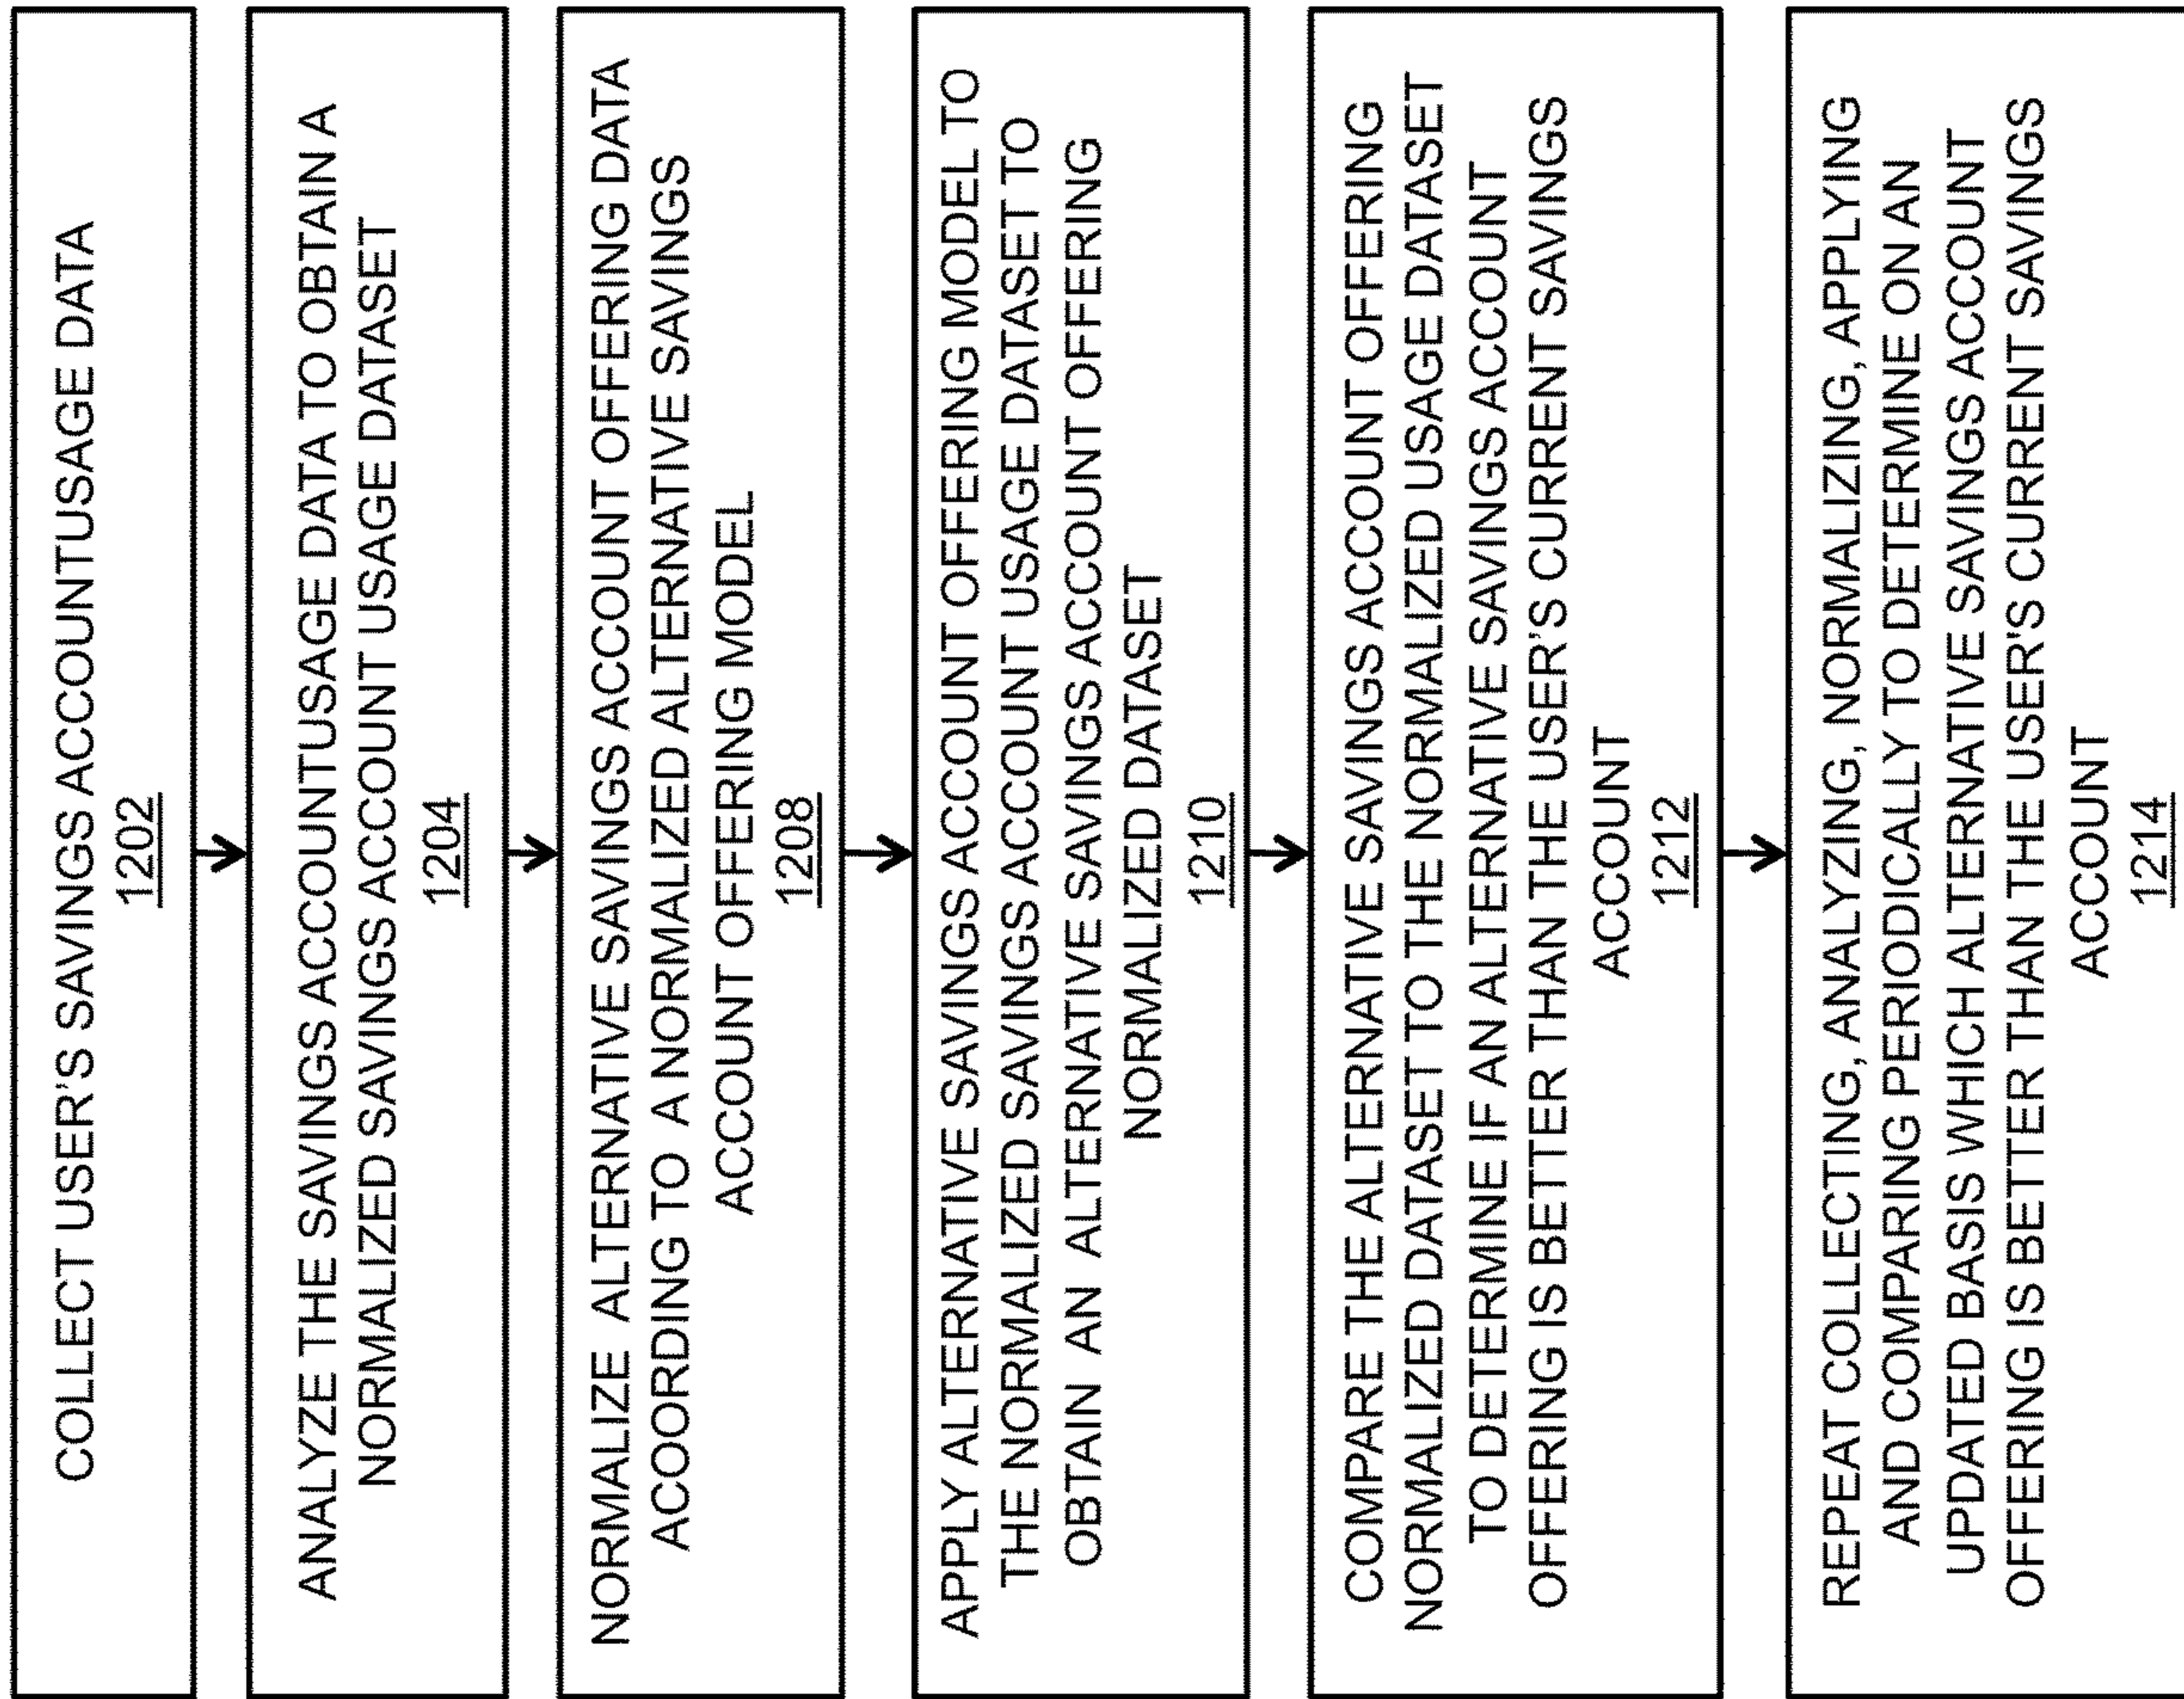 COLLECT USER'S SAVINGS ACCOUNTUSAGE DATA
1202
ANALYZE THE SAVINGS ACCOUNTUSAGE DATA TO OBTAIN A
NORMALIZED SAVINGS ACCOUNT USAGE DATASET
1204
NORMALIZE ALTERNATIVE SAVINGS ACCOUNT OFFERING DATA
ACOORDING TO A NORMALIZED ALTERNATIVE SAVINGS
ACCOUNT OFFERING MODEL
1208
APPLY ALTERNATIVE SAVINGS ACCOUNT OFFERING MODEL TO
THE NORMALIZED SAVINGS ACCOUNT USAGE DATASET TO
OBTAIN AN ALTERNATIVE SAVINGS ACCOUNT OFFERING
NORMALIZED DATASET
1210
COMPARE THE ALTERNATIVE SAVINGS ACCOUNT OFFERING
NORMALIZED DATASET TO THE NORMALIZED USAGE DATASET
TO DETERMINE IF AN ALTERNATIVE SAVINGS ACCOUNT
OFFERING IS BETTER THAN THE USER'S CURRENT SAVINGS
ACCOUNT
1212
REPEAT COLLECTING, ANALYZING, NORMALIZING, APPLYING
AND COMPARING PERIODICALLY TO DETERMINE ON AN
UPDATED BASIS WHICH ALTERNATIVE SAVINGS ACCOUNT
OFFERING IS BETTER THAN THE USER'S CURRENT SAVINGS
ACCOUNT
1214